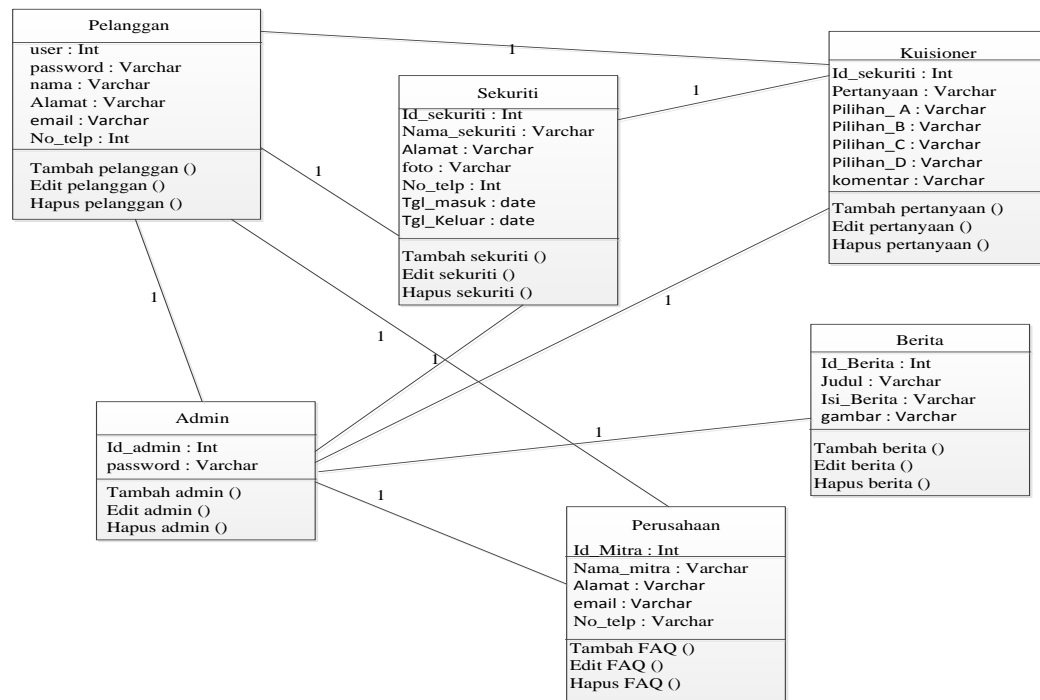 Pelanggan
user : Int
password : Varchar
nama : Varchar
Alamat : Varchar
email : Varchar
No_telp : Int
Tambah pelanggan ()
Edit pelanggan ()
Hapus pelanggan ()
1
1
1
1
Sekuriti
Id_sekuriti : Int
Nama_sekuriti : Varchar
Alamat : Varchar
foto : Varchar
No_telp : Int
Tgl_masuk : date
Tgl_Keluar : date
Tambah sekuriti ()
Edit sekuriti ()
Hapus sekuriti ()
1
1
Kuisioner
Id_sekuriti : Int
Pertanyaan : Varchar
Pilihan_ A : Varchar
Pilihan_B : Varchar
Pilihan_C : Varchar
Pilihan_D : Varchar
komentar : Varchar
Tambah pertanyaan ()
Edit pertanyaan ()
Hapus pertanyaan ()
1
Admin
Id_admin : Int
password : Varchar
Tambah admin ()
Edit admin ()
Hapus admin ()
1
1
Berita
Id_Berita : Int
Judul : Varchar
Isi_Berita : Varchar
gambar : Varchar
Tambah berita ()
Edit berita ()
Hapus berita ()
Perusahaan
Id_Mitra : Int
Nama_mitra : Varchar
Alamat : Varchar
email : Varchar
No_telp : Varchar
Tambah FAQ ()
Edit FAQ ()
Hapus FAQ ()